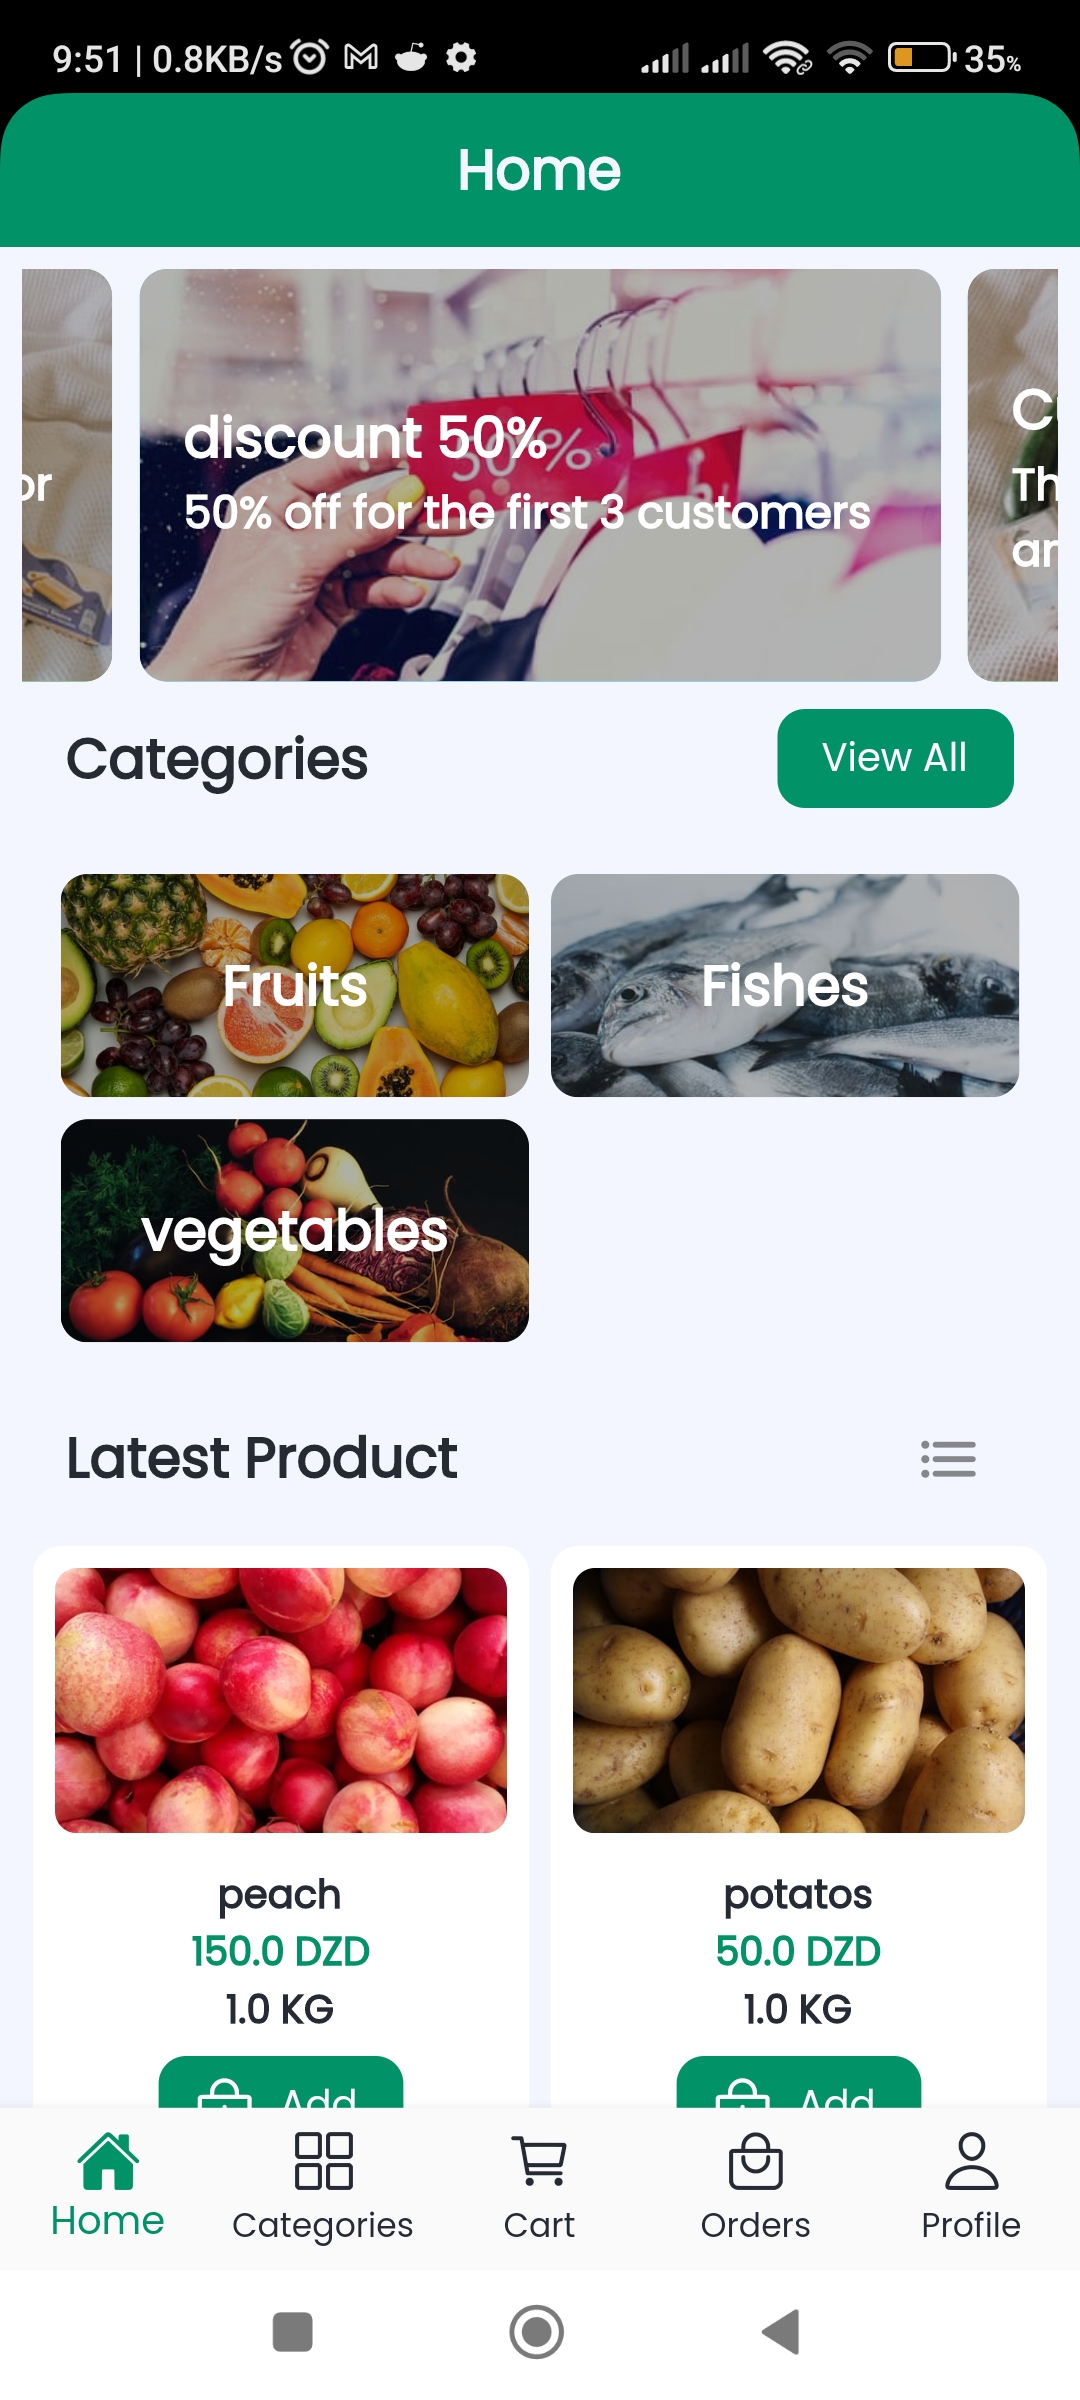 9:51 | 0.8KB/s
35%
Home
or
discount 50%
50%
50% off for the first 3 customers
Th
Categories
View All
Fruits
Fishes
vegetables
Latest Product
peach
150.0 DZD
1.0 KG
Add
potatos
50.0 DZD
1.0 KG
Add
Home
Categories
Cart
Orders
Profile